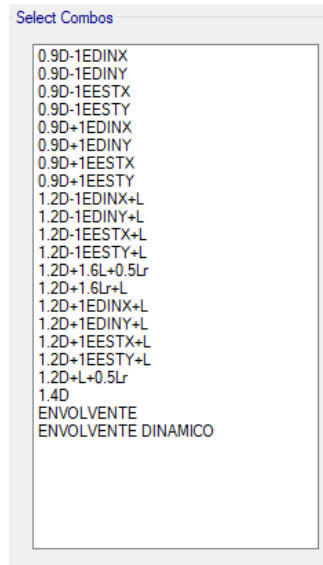 Select Combos
0.9D-1EDINX
0.9D-1EDINY
0.9D-1EESTX
0.9D-1EESTY
0.9D+1EDINX
0.9D+1EDINY
0.9D+1EESTX
0.9D+1EESTY
1.2D-1EDINX+L
1.2D-1EDINY+L
1.2D-1EESTX+L
1.2D-1EESTY+L
1.2D+1.6L+0.5Lr
1.2D+1.6Lr+L
1.2D+1EDINX+L
1.2D+1EDINY+L
1.2D+1EESTX+L
1.2D+1EESTY+L
1.2D+L+0.5Lr
1.4D
ENVOLVENTE
ENVOLVENTE DINAMICO